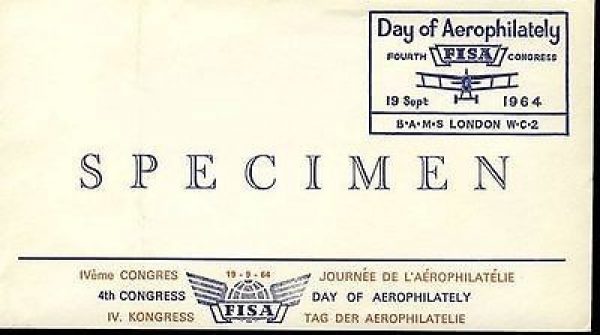 Day of Aerophilately
FOURTH FISA CONGRESS
19 Sept 1964
B·A·M·S LONDON W·C·2
SPECIMEN
IVème CONGRES 19-9-64 JOURNÉE DE L'AÉROPHILATÉLIE
4th CONGRESS FISA DAY OF AEROPHILATELY
IV. KONGRESS TAG DER AEROPHILATELIE